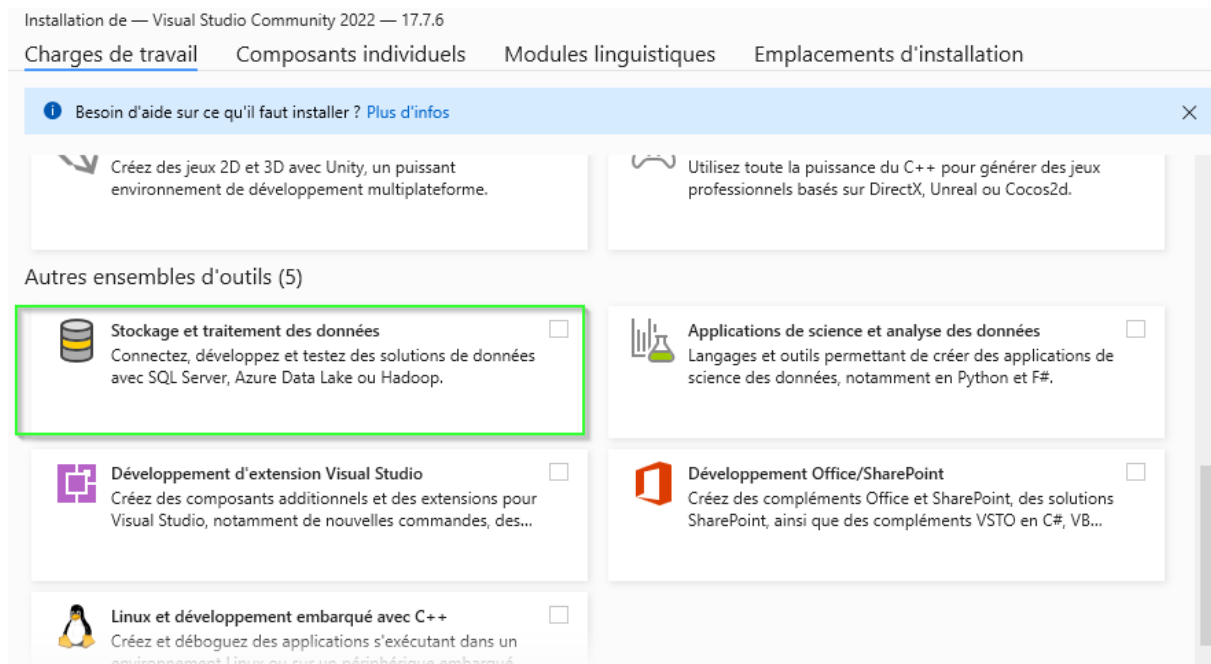 Installation de — Visual Studio Community 2022 — 17.7.6
Charges de travail Composants individuels Modules linguistiques Emplacements d'installation
Besoin d'aide sur ce qu'il faut installer ? Plus d'infos
Créez des jeux 2D et 3D avec Unity, un puissant
environnement de développement multiplateforme.
Utilisez toute la puissance du C++ pour générer des jeux
professionnels basés sur DirectX, Unreal ou Cocos2d.
Autres ensembles d'outils (5)
Stockage et traitement des données
Connectez, développez et testez des solutions de données
avec SQL Server, Azure Data Lake ou Hadoop.
Applications de science et analyse des données
Langages et outils permettant de créer des applications de
science des données, notamment en Python et F#.
Développement d'extension Visual Studio
Créez des composants additionnels et des extensions pour
Visual Studio, notamment de nouvelles commandes, des...
Développement Office/SharePoint
Créez des compléments Office et SharePoint, des solutions
SharePoint, ainsi que des compléments VSTO en C#, VB...
Linux et développement embarqué avec C++
Créez et déboguez des applications s'exécutant dans un
environnement Linux ou sur un périphérique embarqué